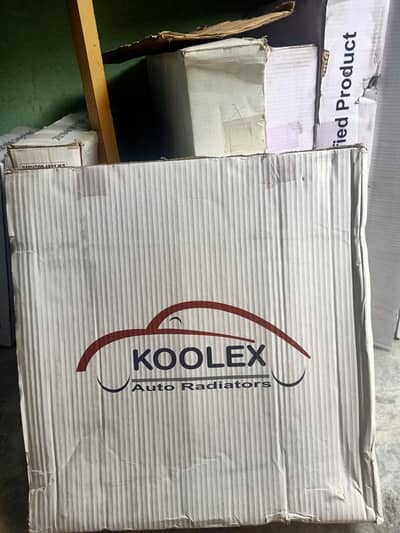 fied Product
KOOLEX
Auto Radiators